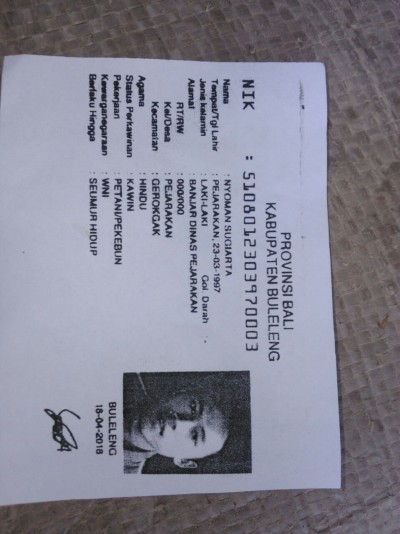 PROVINSI BALI
KABUPATEN BULELENG
NIK : 5108012303970003
Nama : NYOMAN SUGIARTA
Tempat/Tgl Lahir : PEJARAKAN, 23-03-1997
Jenis kelamin : LAKI-LAKI Gol Darah : -
Alamat : BANJAR DINAS PEJARAKAN
RT/RW : 000/000
Kel/Desa : PEJARAKAN
Kecamatan : GEROKGAK
Agama : HINDU
Status Perkawinan : KAWIN
Pekerjaan : PETANI/PEKEBUN
Kewarganegaraan : WNI
Berlaku Hingga : SEUMUR HIDUP
BULELENG
18-04-2018